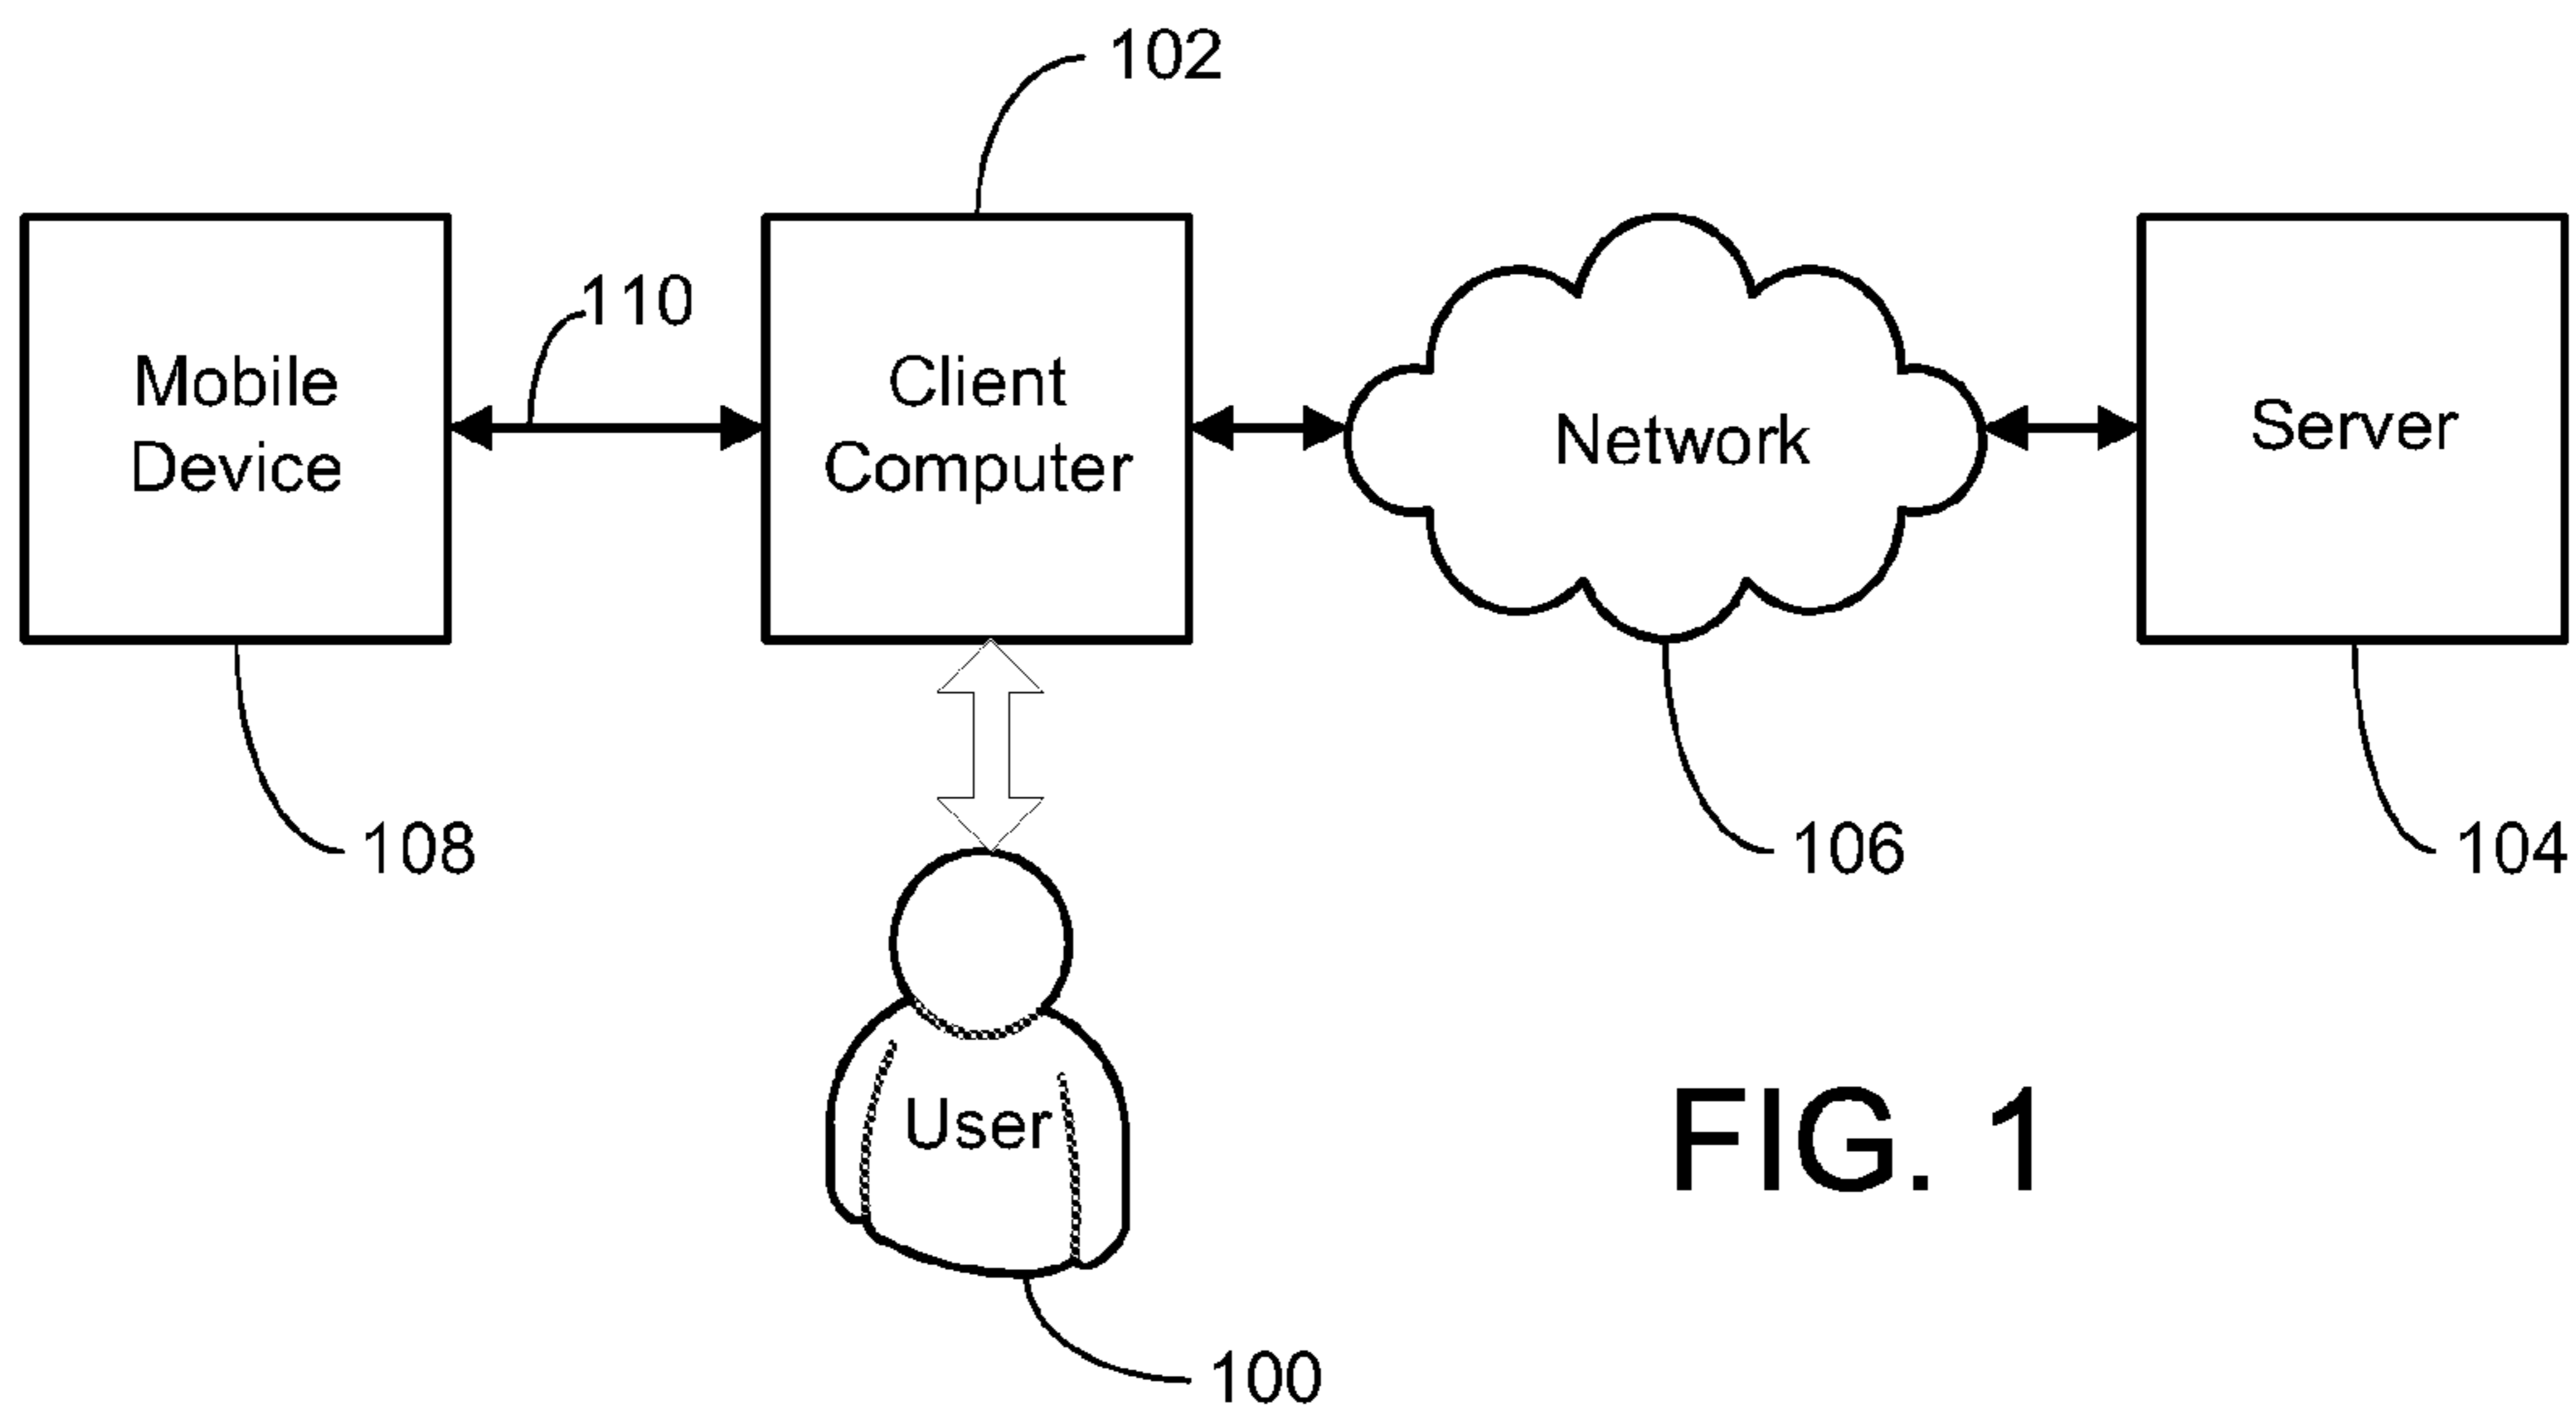 102
110
Mobile
Device
Client
Computer
Network
Server
108
106
104
User
FIG. 1
100